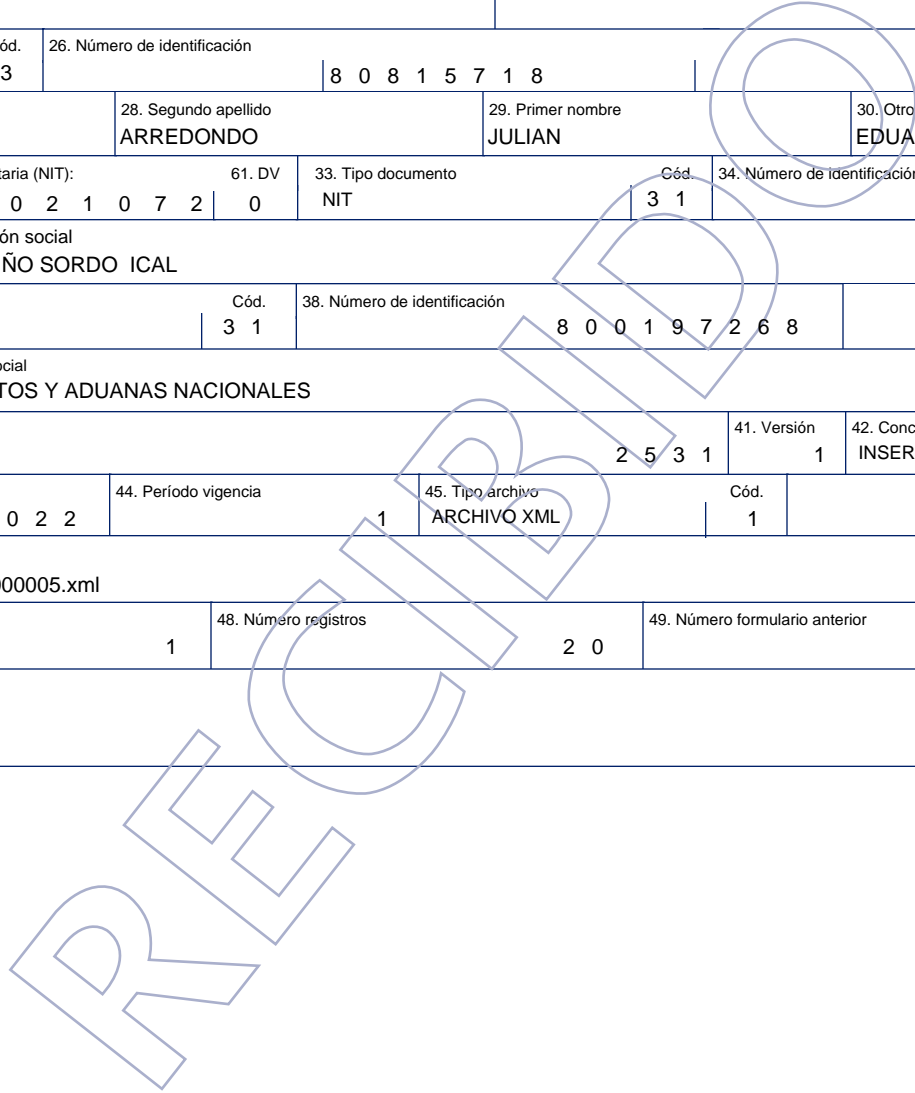 ód. 26. Número de identificación
3 8 0 8 1 5 7 1 8
28. Segundo apellido 29. Primer nombre 30. Otro
ARREDONDO JULIAN EDUA
taria (NIT): 61. DV 33. Tipo documento Cód. 34. Número de identificación
0 2 1 0 7 2 0 NIT 3 1
ón social
ÑO SORDO ICAL
Cód. 38. Número de identificación
3 1 8 0 0 1 9 7 2 6 8
ocial
TOS Y ADUANAS NACIONALES
41. Versión 42. Conc
2 5 3 1 1 INSER
44. Período vigencia 45. Tipo archivo Cód.
0 2 2 1 ARCHIVO XML 1
000005.xml
48. Número registros 49. Número formulario anterior
1 2 0
RECIBIDO